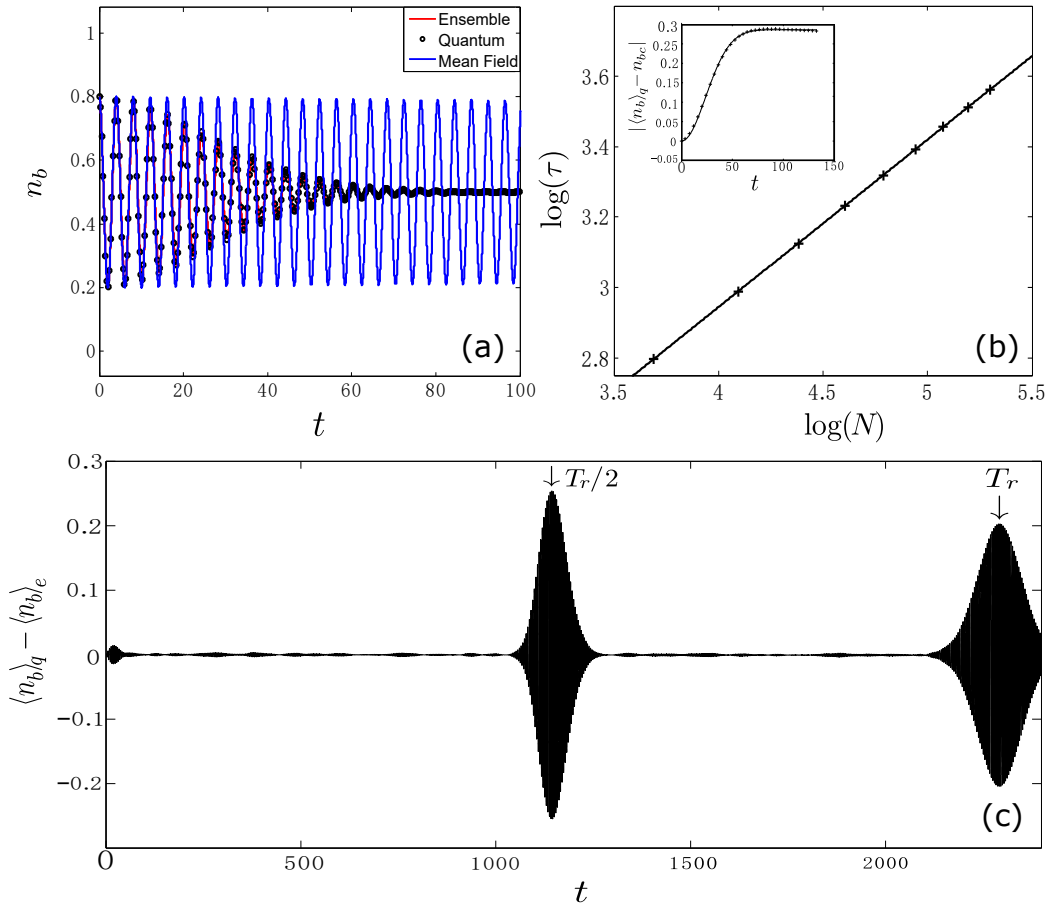 Ensemble
Quantum
Mean Field
1
0.8
0.6
0.4
0.2
0
n_b
0
20
40
60
80
100
t
(a)
3.6
3.4
3.2
3
2.8
log(τ)
3.5
4
4.5
5
5.5
log(N)
(b)
0.3
0.25
0.20
0.15
0.10
0.05
0
−0.05
|⟨n_b⟩_q − n_bc|
0
50
100
150
t
0.3
0.2
0.1
0
−0.1
−0.2
⟨n_b⟩_q − ⟨n_b⟩_e
T_r/2
T_r
0
500
1000
1500
2000
t
(c)